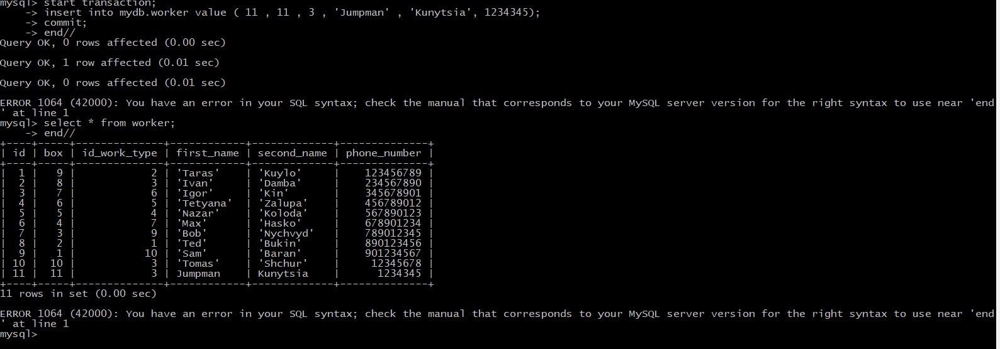 mysql> start transaction;
    -> insert into mydb.worker value ( 11 , 11 , 3 , 'Jumpman' , 'Kunytsia', 1234345);
    -> commit;
    -> end//
Query OK, 0 rows affected (0.00 sec)

Query OK, 1 row affected (0.01 sec)

Query OK, 0 rows affected (0.01 sec)

ERROR 1064 (42000): You have an error in your SQL syntax; check the manual that corresponds to your MySQL server version for the right syntax to use near 'end
' at line 1
mysql> select * from worker;
    -> end//
+----+-----+--------------+------------+-------------+--------------+
| id | box | id_work_type | first_name | second_name | phone_number |
+----+-----+--------------+------------+-------------+--------------+
|  1 |   9 |            2 | 'Taras'    | 'Kuylo'     |    123456789 |
|  2 |   8 |            3 | 'Ivan'     | 'Damba'     |    234567890 |
|  3 |   7 |            6 | 'Igor'     | 'Kin'       |    345678901 |
|  4 |   6 |            5 | 'Tetyana'  | 'Zalupa'    |    456789012 |
|  5 |   5 |            4 | 'Nazar'    | 'Koloda'    |    567890123 |
|  6 |   4 |            7 | 'Max'      | 'Hasko'     |    678901234 |
|  7 |   3 |            9 | 'Bob'      | 'Nychvyd'   |    789012345 |
|  8 |   2 |            1 | 'Ted'      | 'Bukin'     |    890123456 |
|  9 |   1 |           10 | 'Sam'      | 'Baran'     |    901234567 |
| 10 |  10 |            3 | 'Tomas'    | 'Shchur'    |     12345678 |
| 11 |  11 |            3 | Jumpman    | Kunytsia    |      1234345 |
+----+-----+--------------+------------+-------------+--------------+
11 rows in set (0.00 sec)

ERROR 1064 (42000): You have an error in your SQL syntax; check the manual that corresponds to your MySQL server version for the right syntax to use near 'end
' at line 1
mysql>